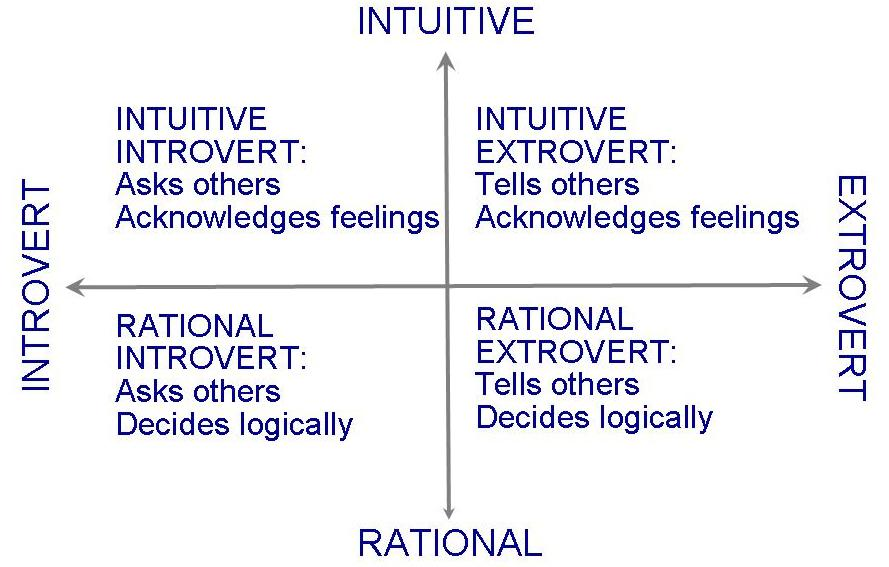 INTUITIVE
INTUITIVE
INTROVERT:
Asks others
Acknowledges feelings
INTUITIVE
EXTROVERT:
Tells others
Acknowledges feelings
INTROVERT
EXTROVERT
RATIONAL
INTROVERT:
Asks others
Decides logically
RATIONAL
EXTROVERT:
Tells others
Decides logically
RATIONAL